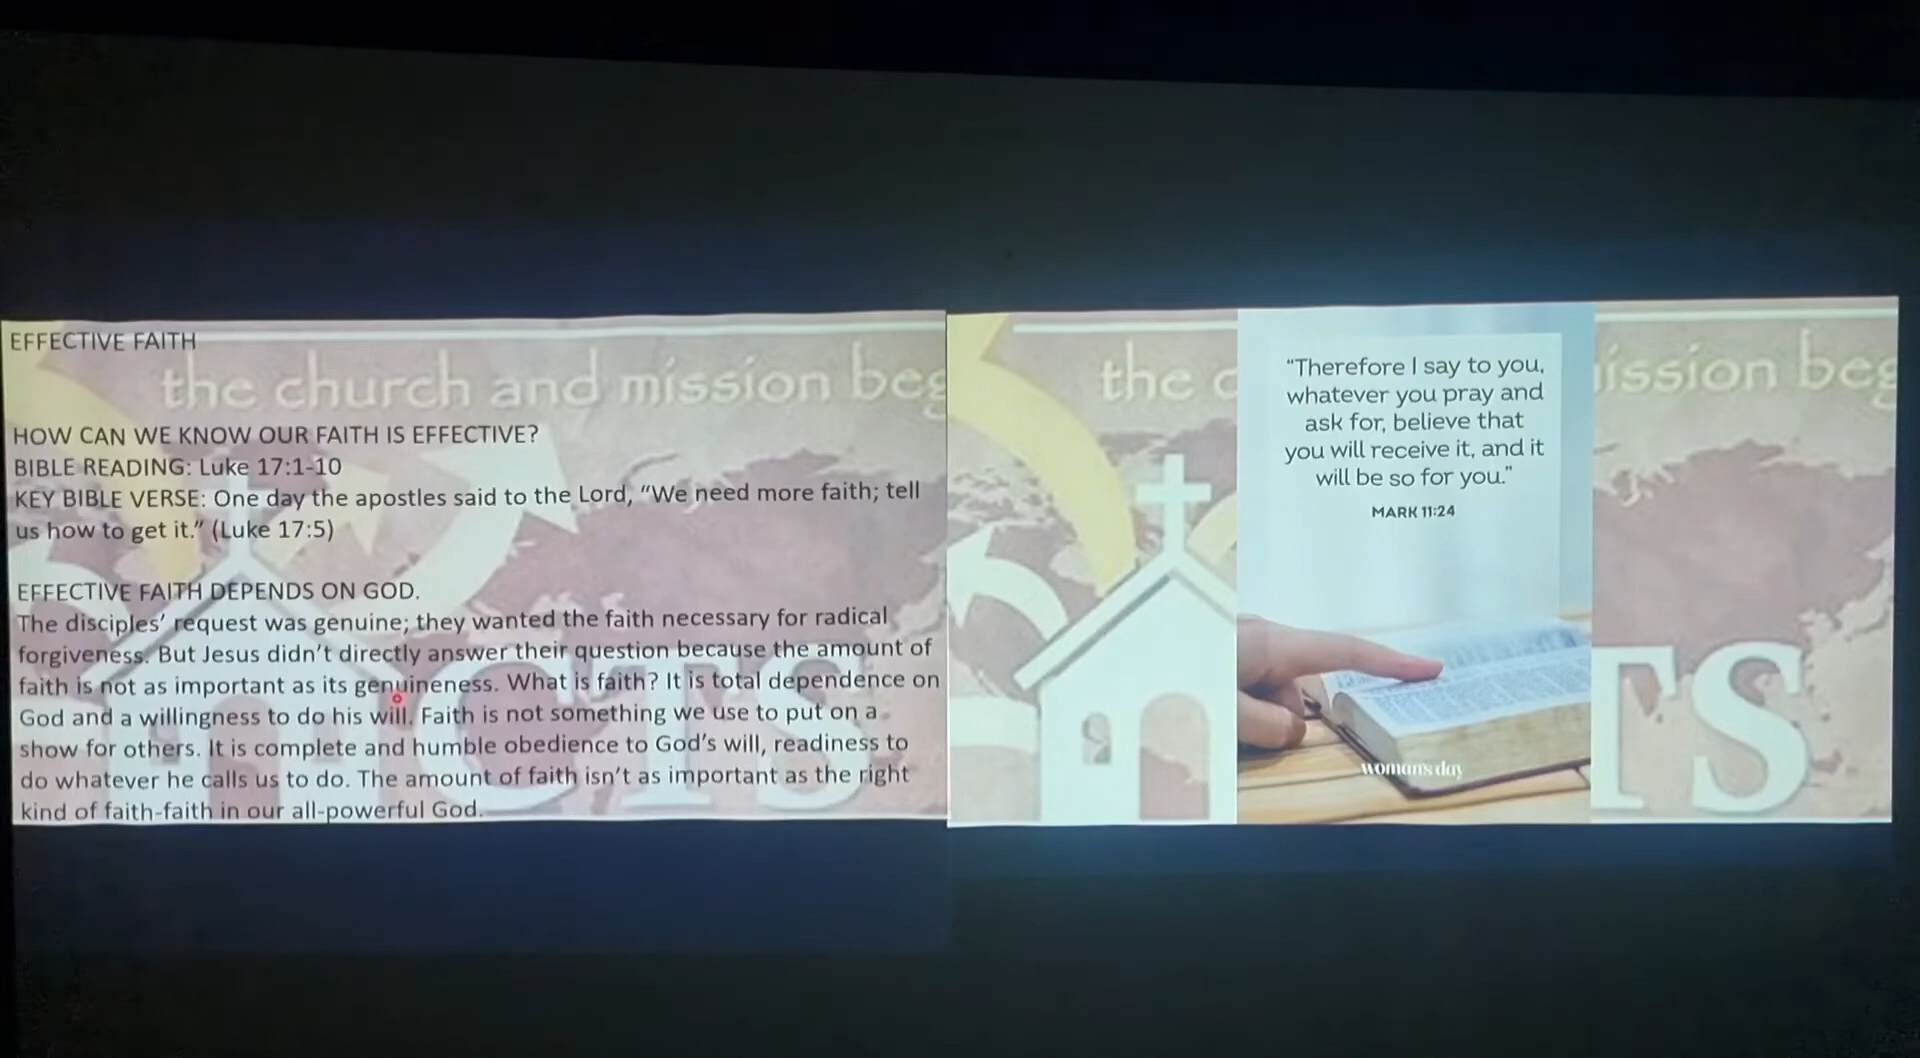 EFFECTIVE FAITH
the church and mission beg
HOW CAN WE KNOW OUR FAITH IS EFFECTIVE?
BIBLE READING: Luke 17:1-10
KEY BIBLE VERSE: One day the apostles said to the Lord, “We need more faith; tell
us how to get it.” (Luke 17:5)
EFFECTIVE FAITH DEPENDS ON GOD.
The disciples’ request was genuine; they wanted the faith necessary for radical
forgiveness. But Jesus didn’t directly answer their question because the amount of
faith is not as important as its genuineness. What is faith? It is total dependence on
God and a willingness to do his will. Faith is not something we use to put on a
show for others. It is complete and humble obedience to God’s will, readiness to
do whatever he calls us to do. The amount of faith isn’t as important as the right
kind of faith-faith in our all-powerful God.
ACTS
the c
ission beg
“Therefore I say to you,
whatever you pray and
ask for, believe that
you will receive it, and it
will be so for you.”
MARK 11:24
woman's day
TS